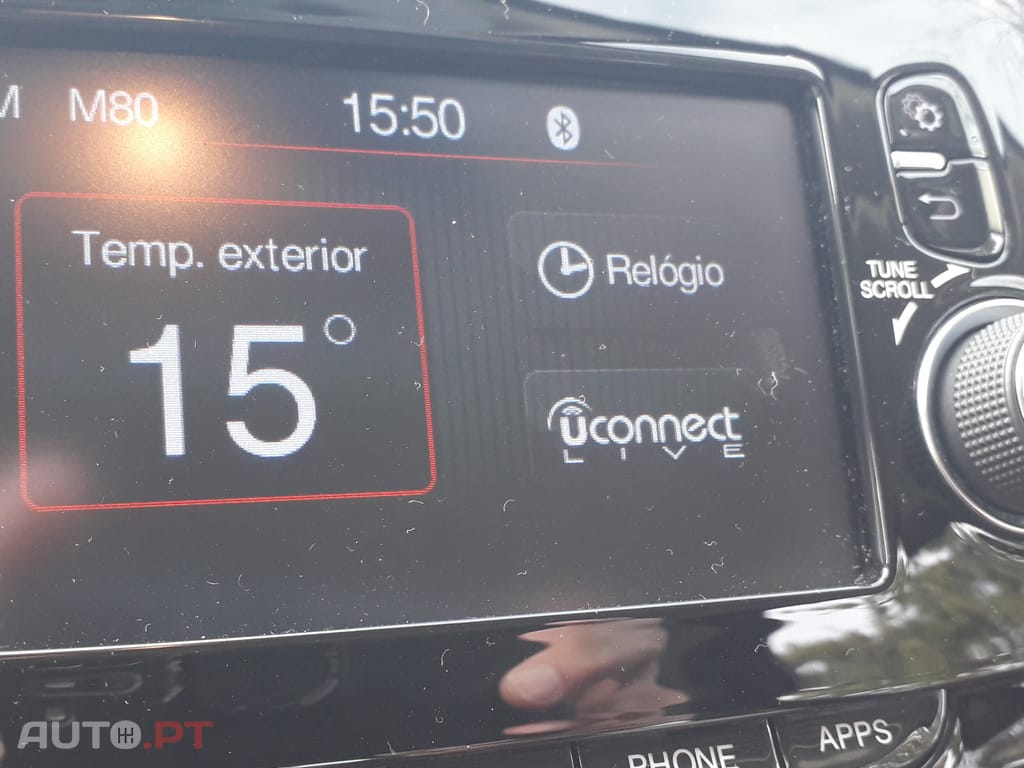 M M80 15:50
Temp. exterior
15°
Relógio
uconnect
LIVE
TUNE
SCROLL
AUTO.PT
PHONE
APPS